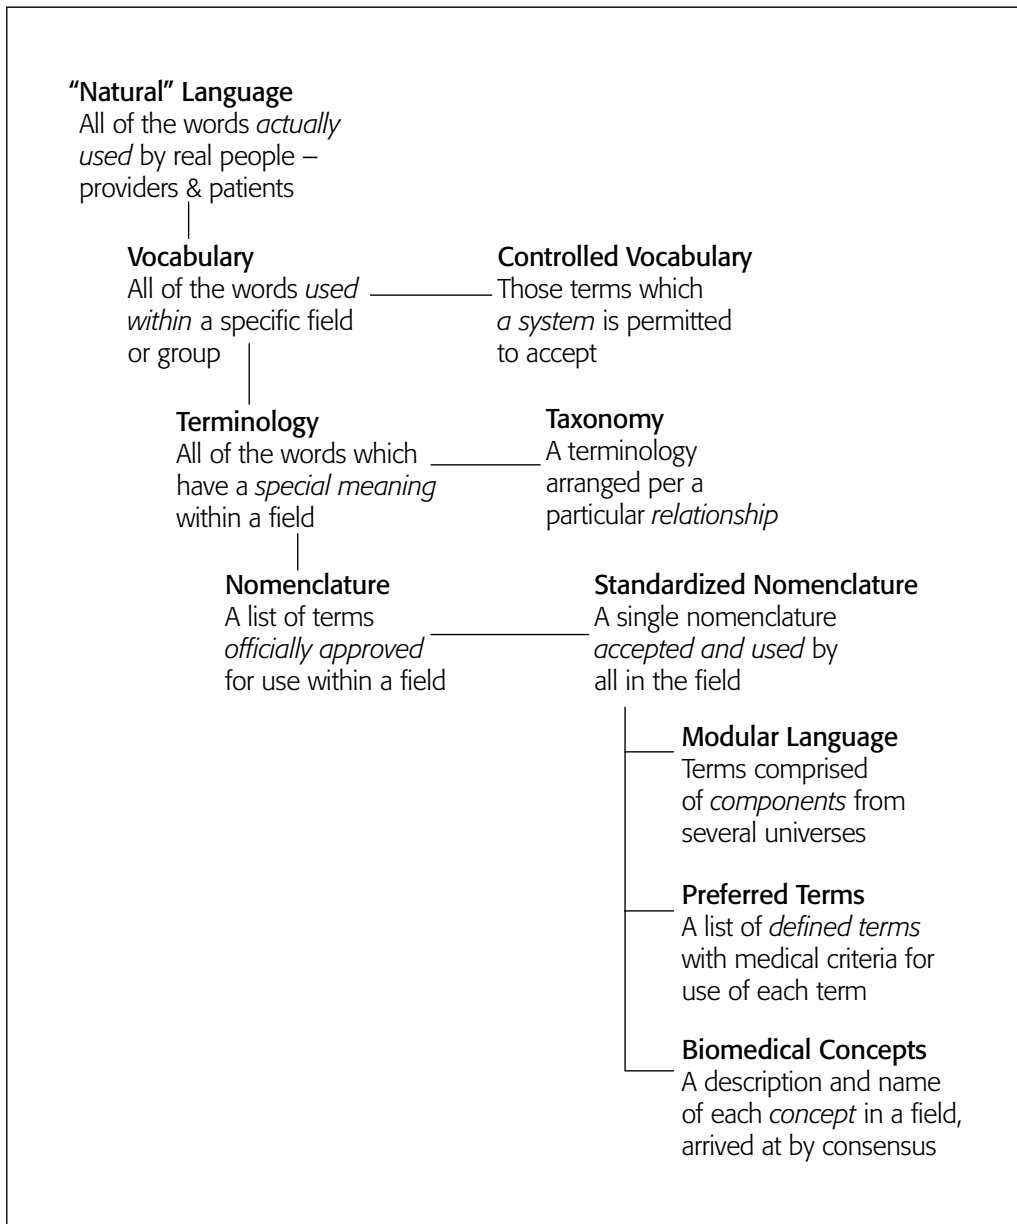 “Natural” Language
All of the words actually
used by real people –
providers & patients
Vocabulary
All of the words used
within a specific field
or group
Controlled Vocabulary
Those terms which
a system is permitted
to accept
Terminology
All of the words which
have a special meaning
within a field
Taxonomy
A terminology
arranged per a
particular relationship
Nomenclature
A list of terms
officially approved
for use within a field
Standardized Nomenclature
A single nomenclature
accepted and used by
all in the field
Modular Language
Terms comprised
of components from
several universes
Preferred Terms
A list of defined terms
with medical criteria for
use of each term
Biomedical Concepts
A description and name
of each concept in a field,
arrived at by consensus